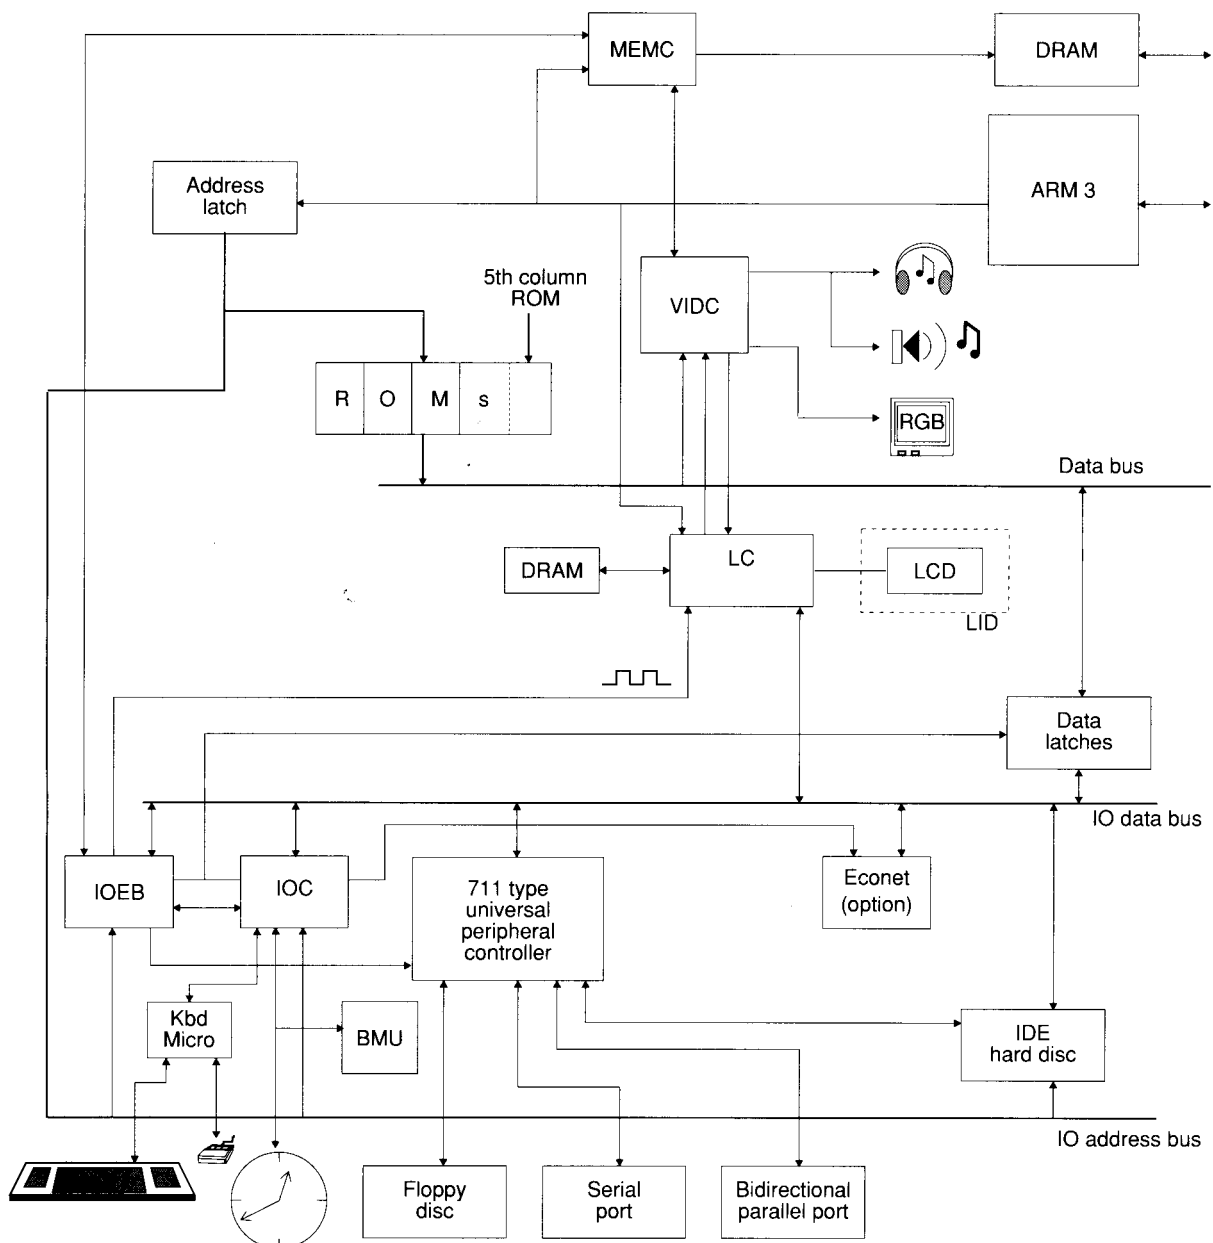 MEMC
DRAM
ARM 3
Address
latch
5th column
ROM
VIDC
R O M s
RGB
Data bus
DRAM
LC
LCD
LID
Data
latches
IO data bus
IOEB
IOC
711 type
universal
peripheral
controller
Econet
(option)
Kbd
Micro
BMU
IDE
hard disc
IO address bus
Floppy
disc
Serial
port
Bidirectional
parallel port